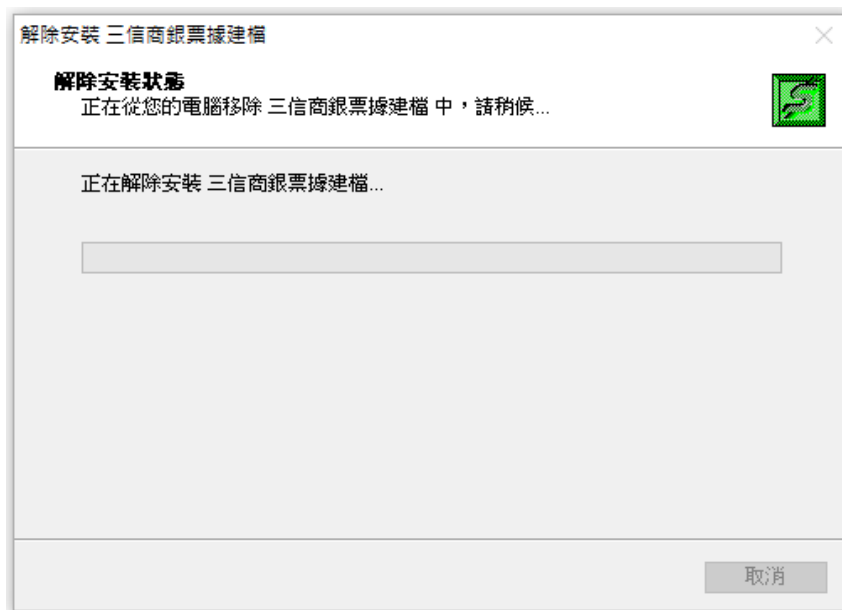 解除安裝 三信商銀票據建檔
解除安裝狀態
正在從您的電腦移除 三信商銀票據建檔 中，請稍候...
正在解除安裝 三信商銀票據建檔...
取消